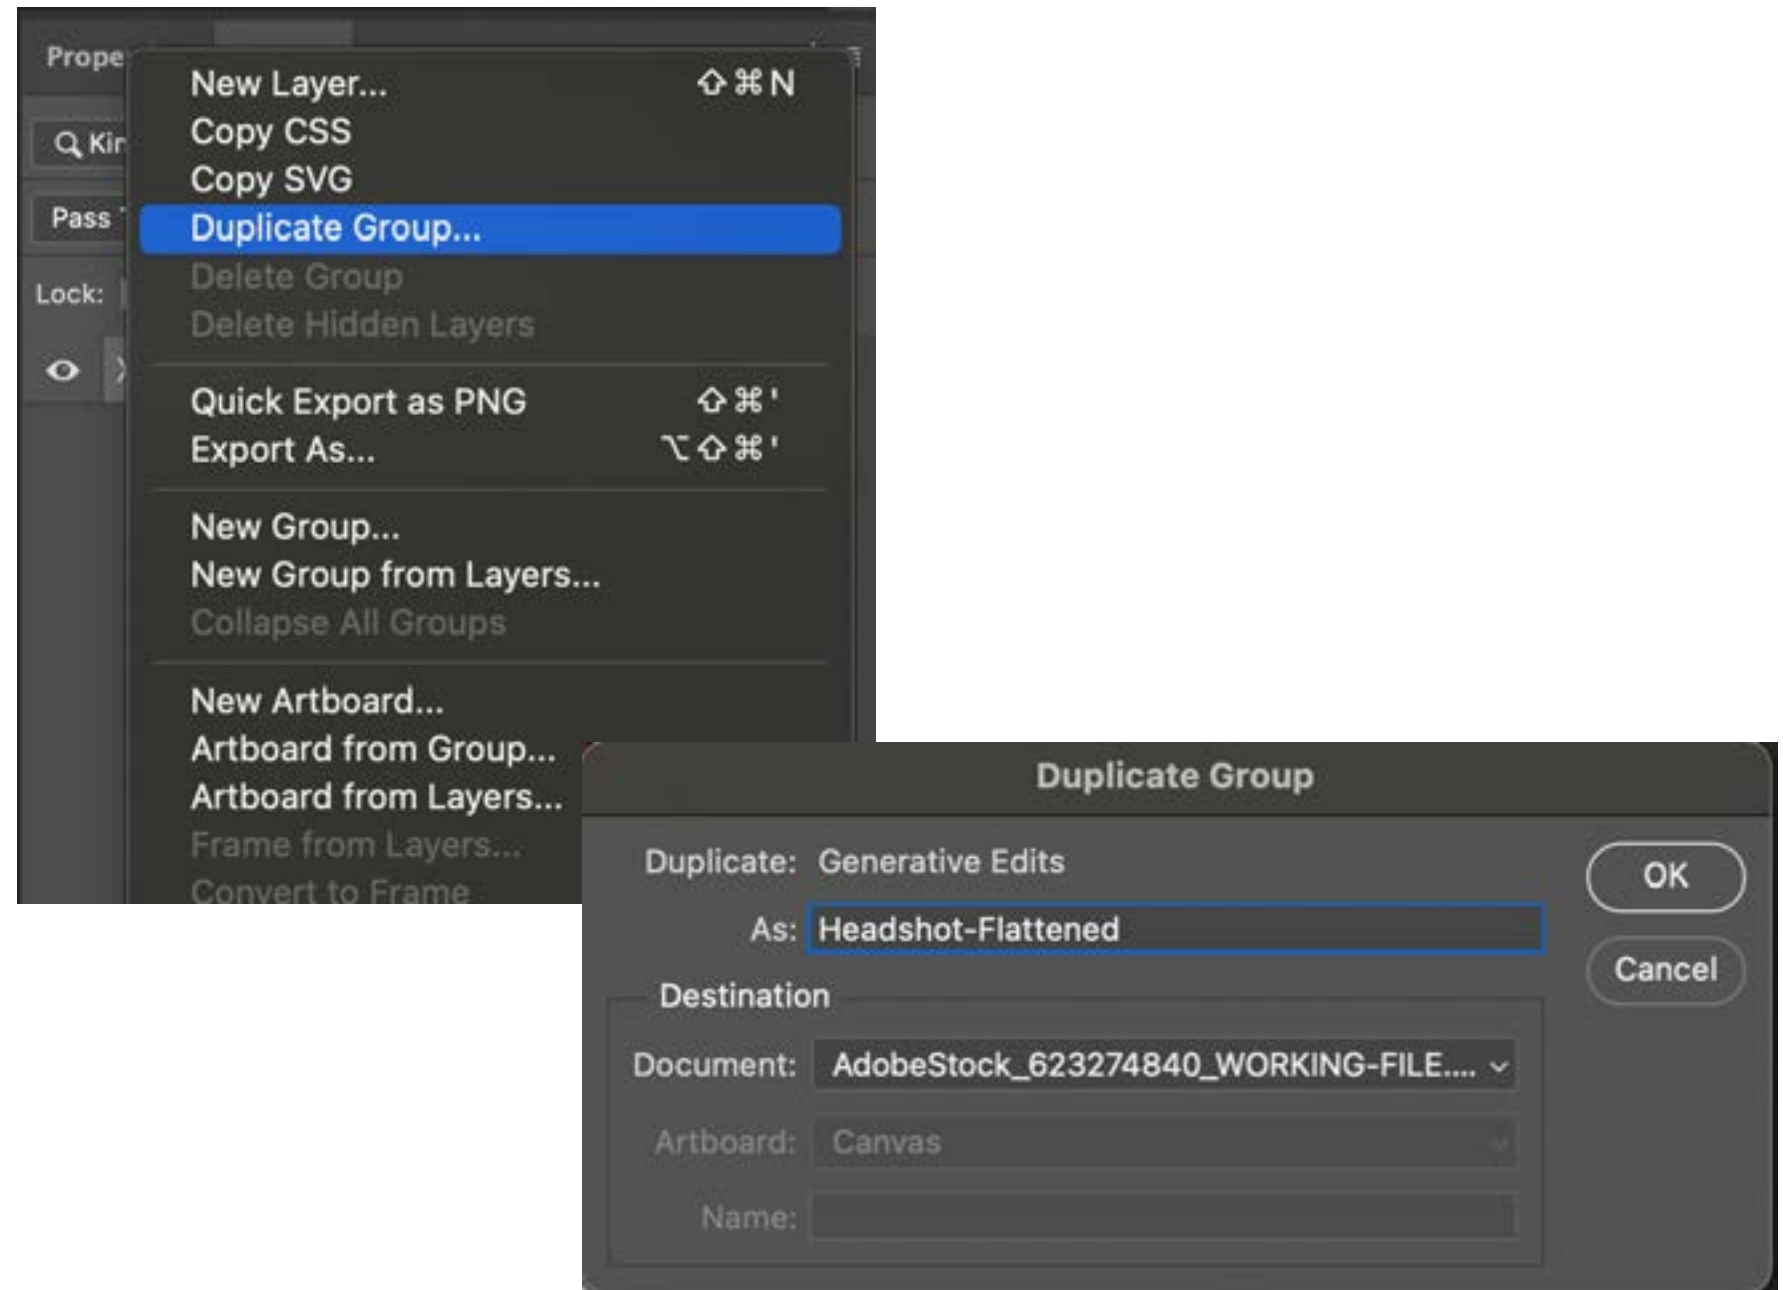 New Layer... ⇧⌘N
Copy CSS
Copy SVG
Duplicate Group...
Delete Group
Lock:
Delete Hidden Layers
Quick Export as PNG ⇧⌘'
Export As... ⌥⇧⌘'
New Group...
New Group from Layers...
Collapse All Groups
New Artboard...
Artboard from Group...
Artboard from Layers...
Frame from Layers...
Convert to Frame
Duplicate Group
Duplicate: Generative Edits
OK
As: Headshot-Flattened
Cancel
Destination
Document: AdobeStock_623274840_WORKING-FILE....
Artboard: Canvas
Name: